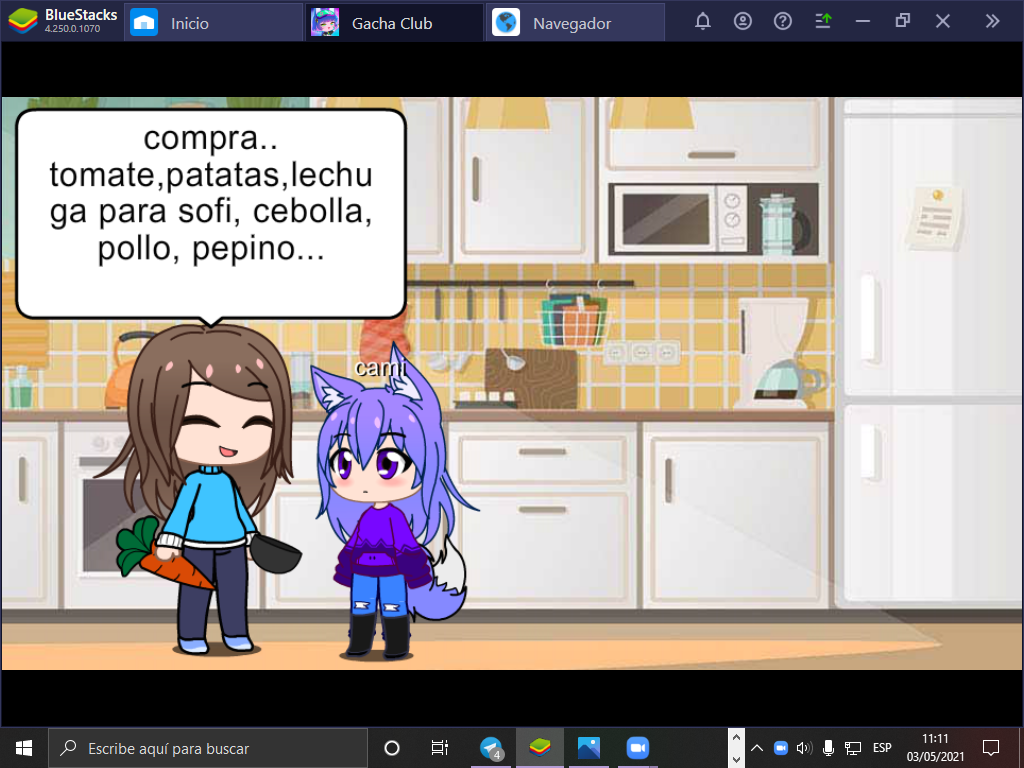 BlueStacks
4.250.0.1070
Inicio
Gacha Club
Navegador
compra..
tomate,patatas,lechu
ga para sofi, cebolla,
pollo, pepino...
cami
Escribe aquí para buscar
4
ESP
11:11
03/05/2021